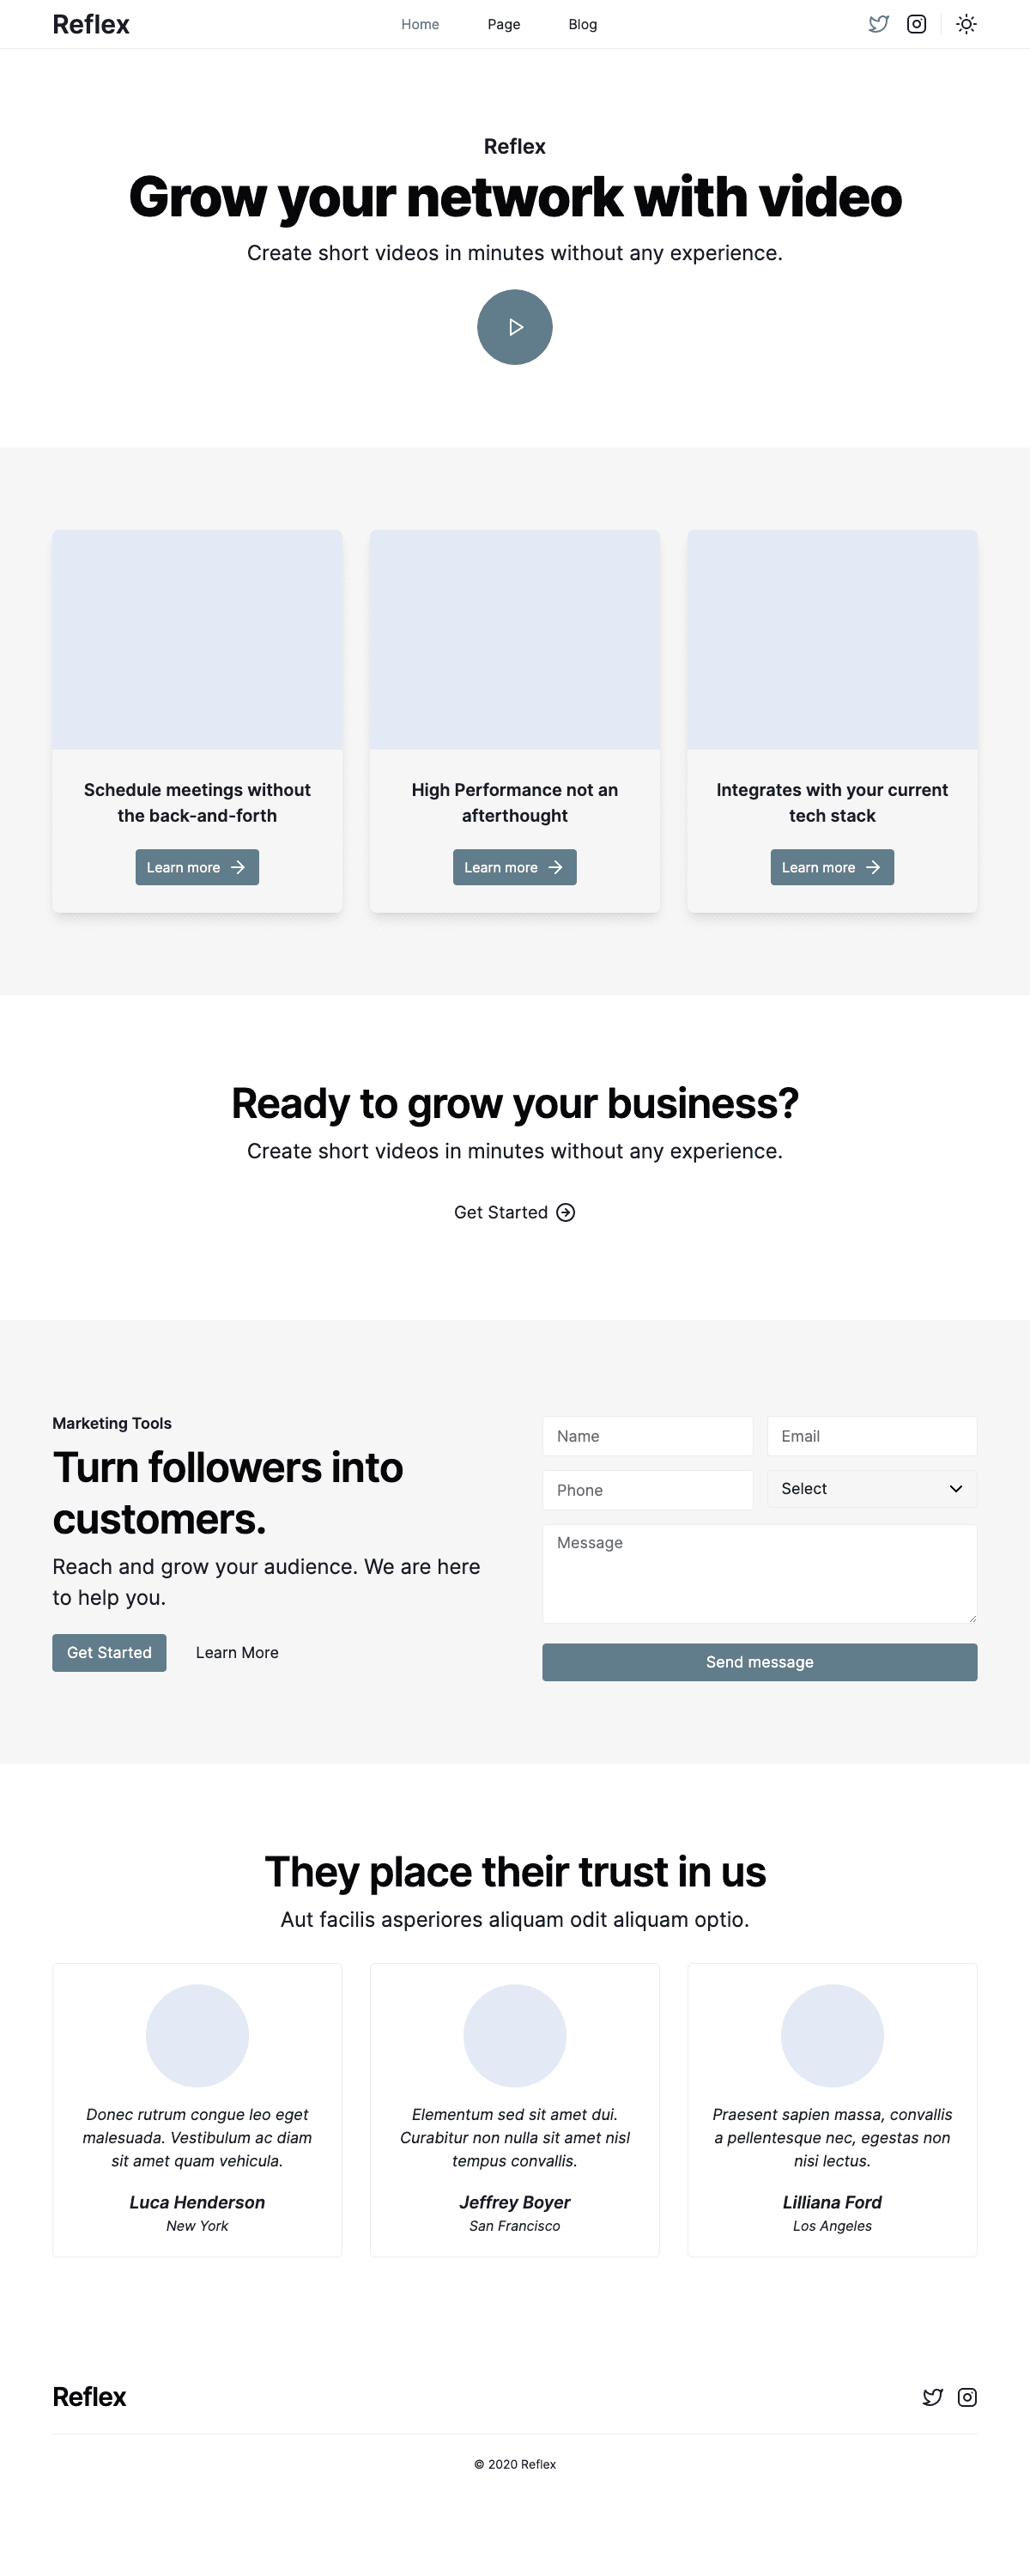 Reflex
Home
Page
Blog
Reflex
Grow your network with video
Create short videos in minutes without any experience.
Schedule meetings without
the back-and-forth
Learn more
High Performance not an
afterthought
Learn more
Integrates with your current
tech stack
Learn more
Ready to grow your business?
Create short videos in minutes without any experience.
Get Started
Marketing Tools
Turn followers into
customers.
Reach and grow your audience. We are here
to help you.
Get Started
Learn More
Name
Email
Phone
Select
Message
Send message
They place their trust in us
Aut facilis asperiores aliquam odit aliquam optio.
Donec rutrum congue leo eget
malesuada. Vestibulum ac diam
sit amet quam vehicula.
Luca Henderson
New York
Elementum sed sit amet dui.
Curabitur non nulla sit amet nisl
tempus convallis.
Jeffrey Boyer
San Francisco
Praesent sapien massa, convallis
a pellentesque nec, egestas non
nisi lectus.
Lilliana Ford
Los Angeles
Reflex
© 2020 Reflex